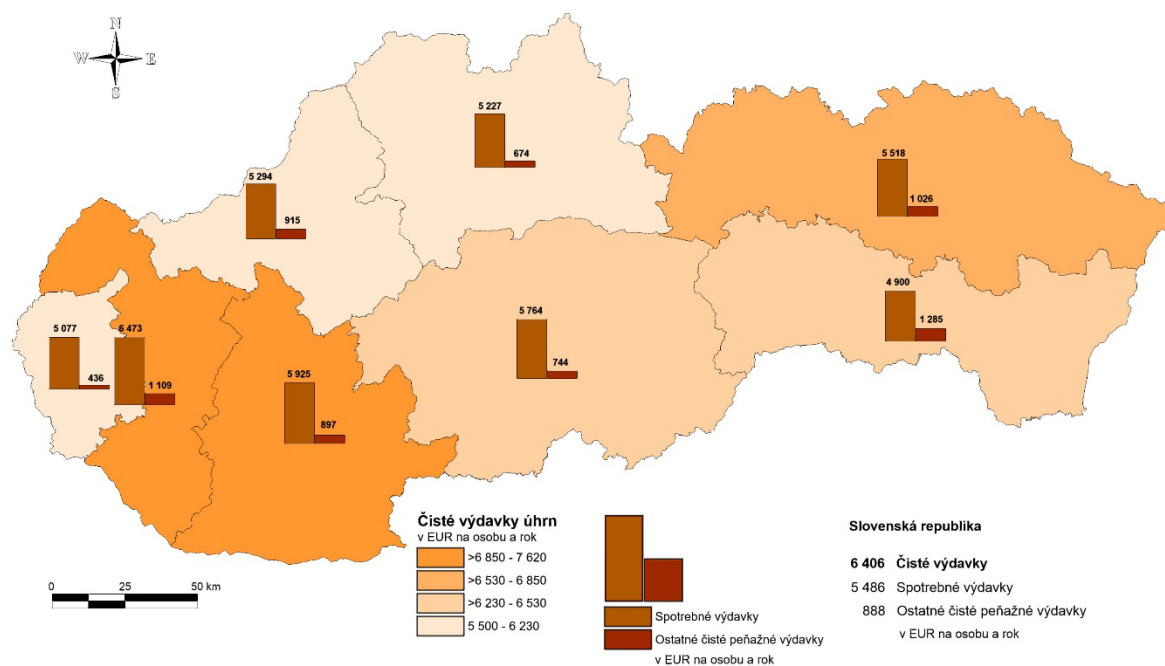 N
W E
S
5 227
674
5 518
1 026
5 294
915
4 900
1 285
5 764
744
5 077
436
6 473
1 109
5 925
897
Čisté výdavky úhrn
v EUR na osobu a rok
>6 850 - 7 620
>6 530 - 6 850
>6 230 - 6 530
5 500 - 6 230
0 25 50 km
Spotrebné výdavky
Ostatné čisté peňažné výdavky
v EUR na osobu a rok
Slovenská republika
6 406 Čisté výdavky
5 486 Spotrebné výdavky
888 Ostatné čisté peňažné výdavky
v EUR na osobu a rok